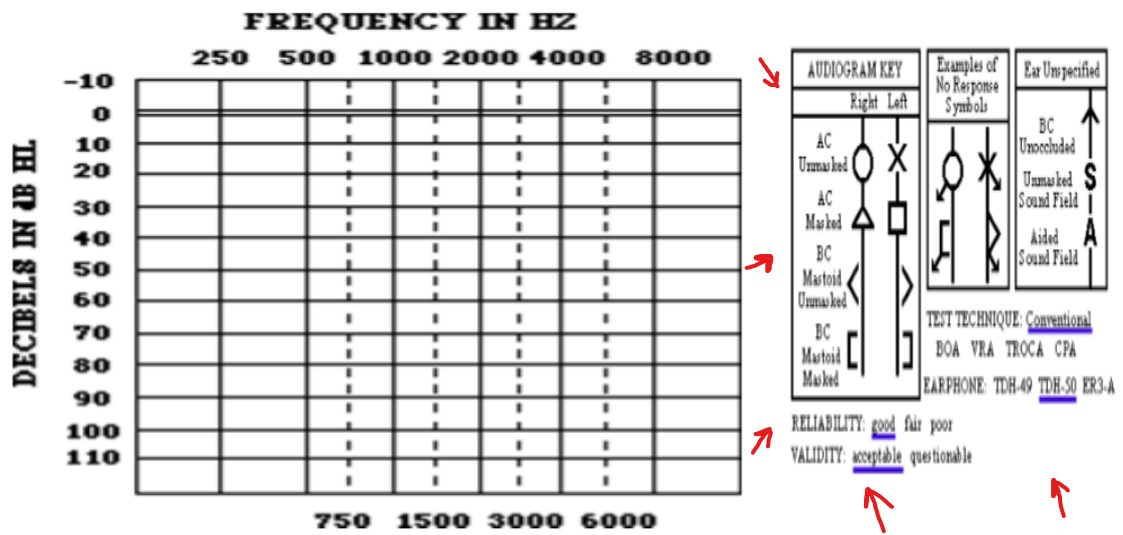 FREQUENCY IN HZ
250 500 1000 2000 4000 8000
DECIBELS IN dB HL
-10
0
10
20
30
40
50
60
70
80
90
100
110
750 1500 3000 6000
AUDIOGRAM KEY
Right Left
AC
Unmasked
AC
Masked
BC
Mastoid
Unmasked
BC
Mastoid
Masked
Examples of
No Response
Symbols
Ear Unspecified
BC
Unoccluded
Unmasked S
Sound Field
Aided A
Sound Field
TEST TECHNIQUE: Conventional
BOA VRA TROCA CPA
EARPHONE: TDH-49 TDH-50 ER3-A
RELIABILITY: good fair poor
VALIDITY: acceptable questionable